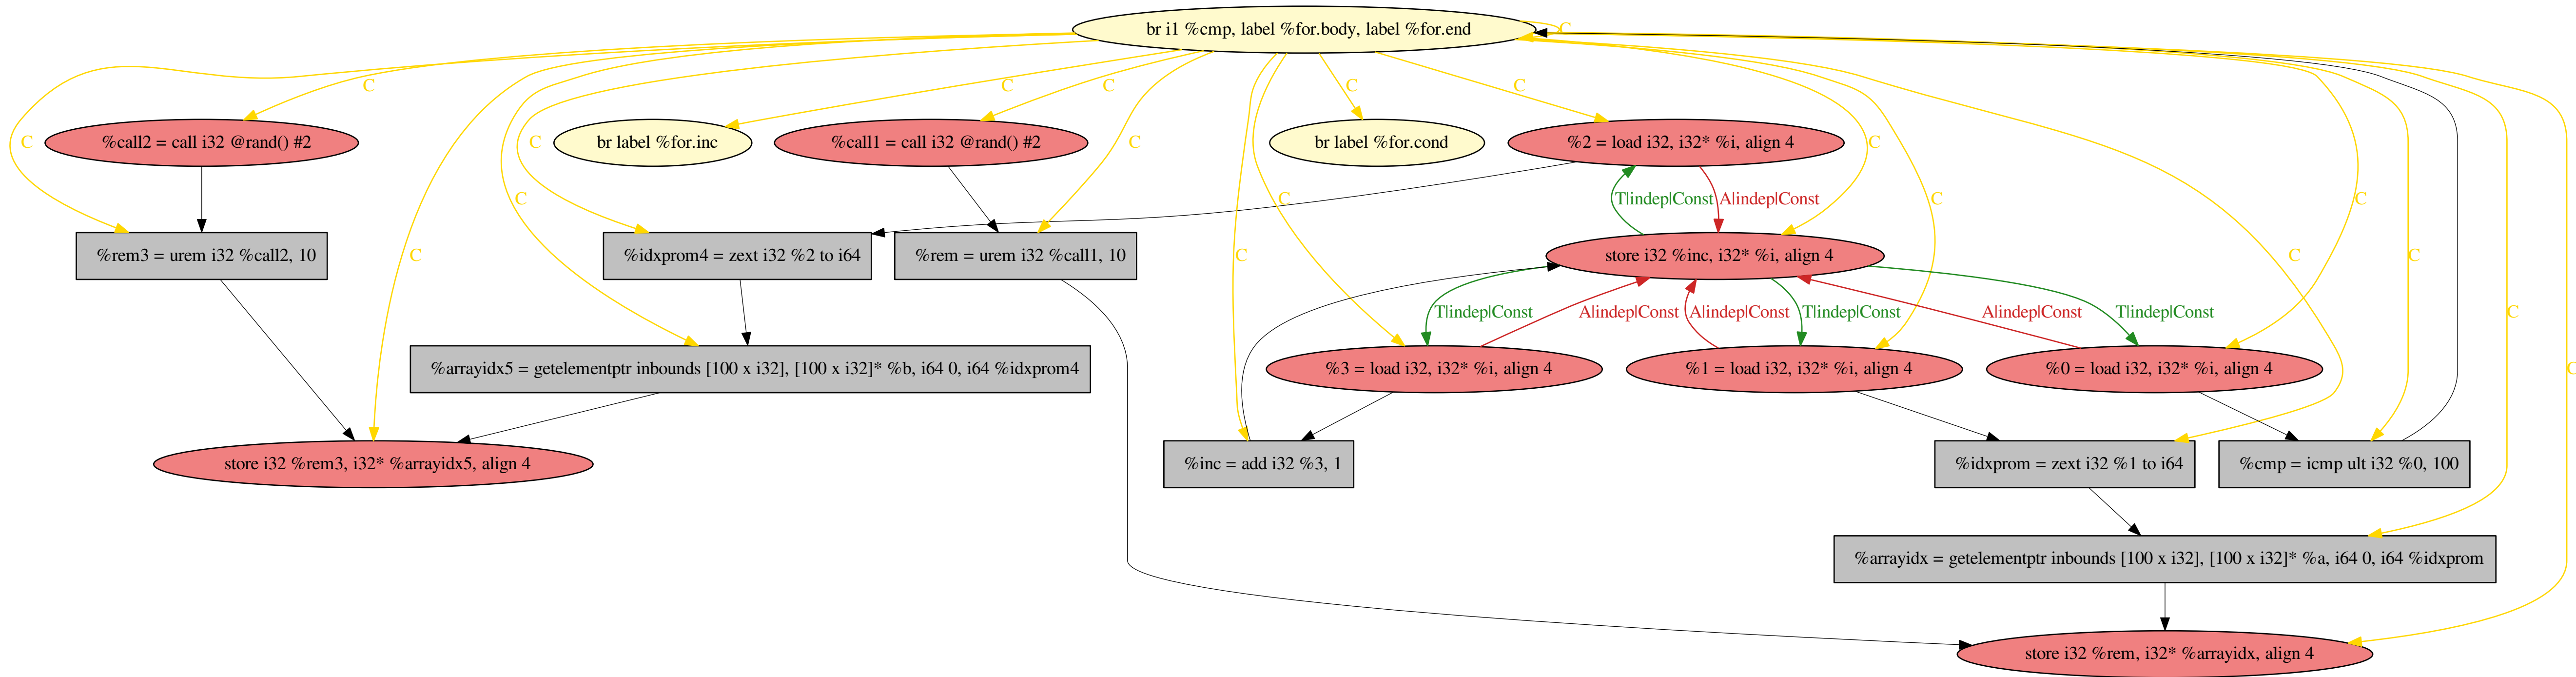 br i1 %cmp, label %for.body, label %for.end
C
C
C
C
C
C
C
%call2 = call i32 @rand() #2
br label %for.inc
%call1 = call i32 @rand() #2
br label %for.cond
%2 = load i32, i32* %i, align 4
C
C
C
C
C
T|indep|Const
A|indep|Const
C
C
C
C
%rem3 = urem i32 %call2, 10
%idxprom4 = zext i32 %2 to i64
%rem = urem i32 %call1, 10
store i32 %inc, i32* %i, align 4
C
C
C
C
T|indep|Const
A|indep|Const
A|indep|Const
T|indep|Const
A|indep|Const
T|indep|Const
C
%arrayidx5 = getelementptr inbounds [100 x i32], [100 x i32]* %b, i64 0, i64 %idxprom4
%3 = load i32, i32* %i, align 4
%1 = load i32, i32* %i, align 4
%0 = load i32, i32* %i, align 4
C
store i32 %rem3, i32* %arrayidx5, align 4
%inc = add i32 %3, 1
%idxprom = zext i32 %1 to i64
%cmp = icmp ult i32 %0, 100
%arrayidx = getelementptr inbounds [100 x i32], [100 x i32]* %a, i64 0, i64 %idxprom
store i32 %rem, i32* %arrayidx, align 4